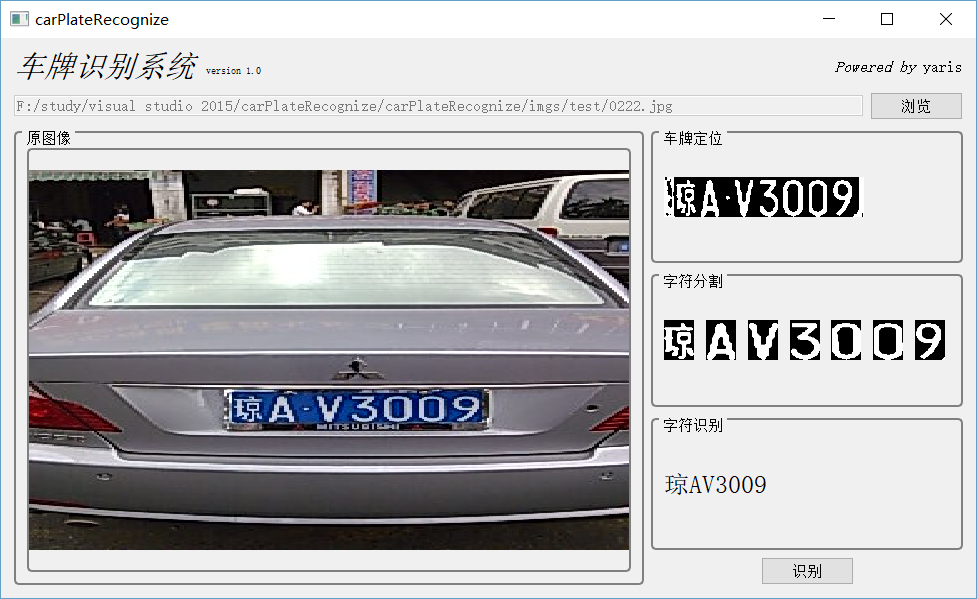 carPlateRecognize
车牌识别系统 version 1.0
Powered by yaris
F:/study/visual studio 2015/carPlateRecognize/carPlateRecognize/imgs/test/0222.jpg
浏览
原图像
琼A·V3009
MITSUBISHI
车牌定位
琼A·V3009
字符分割
琼AV3009
字符识别
琼AV3009
识别